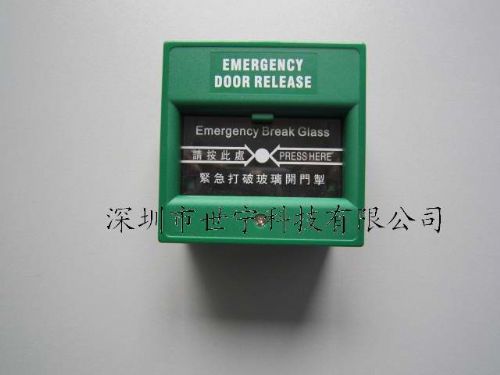 EMERGENCY
DOOR RELEASE
Emergency Break Glass
請按此處 PRESS HERE
緊急打破玻璃開門掣
深圳市世宁科技有限公司